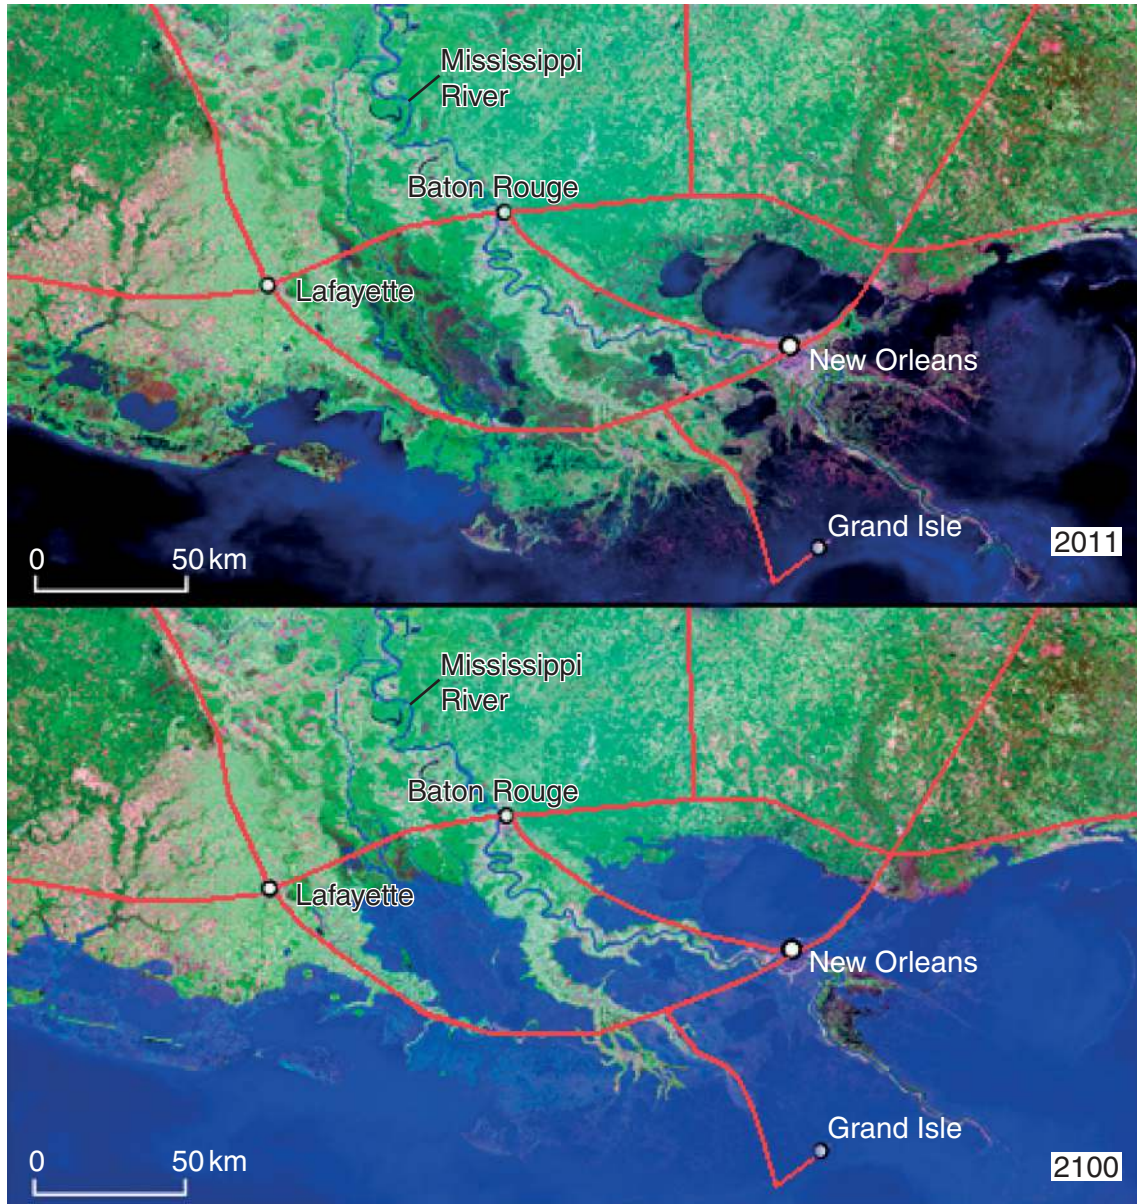 Mississippi
River
Baton Rouge
Lafayette
New Orleans
Grand Isle
0 50 km
2011
Mississippi
River
Baton Rouge
Lafayette
New Orleans
Grand Isle
0 50 km
2100